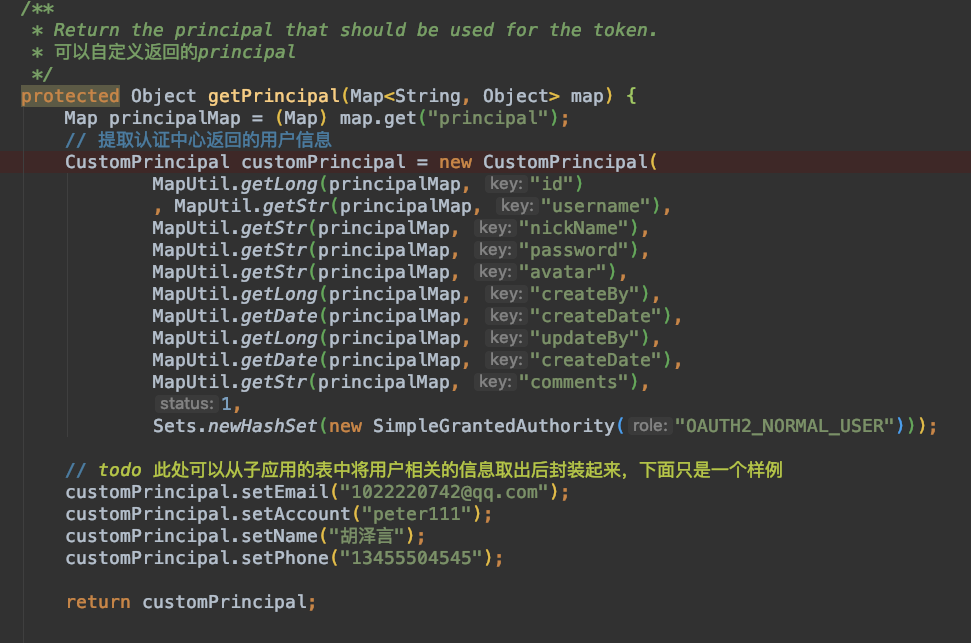 /**
 * Return the principal that should be used for the token.
 * 可以自定义返回的principal
 */
protected Object getPrincipal(Map<String, Object> map) {
    Map principalMap = (Map) map.get("principal");
    // 提取认证中心返回的用户信息
    CustomPrincipal customPrincipal = new CustomPrincipal(
            MapUtil.getLong(principalMap, key: "id")
            , MapUtil.getStr(principalMap, key: "username"),
            MapUtil.getStr(principalMap, key: "nickName"),
            MapUtil.getStr(principalMap, key: "password"),
            MapUtil.getStr(principalMap, key: "avatar"),
            MapUtil.getLong(principalMap, key: "createBy"),
            MapUtil.getDate(principalMap, key: "createDate"),
            MapUtil.getLong(principalMap, key: "updateBy"),
            MapUtil.getDate(principalMap, key: "createDate"),
            MapUtil.getStr(principalMap, key: "comments"),
            status: 1,
            Sets.newHashSet(new SimpleGrantedAuthority( role: "OAUTH2_NORMAL_USER")));
    // todo 此处可以从子应用的表中将用户相关的信息取出后封装起来，下面只是一个样例
    customPrincipal.setEmail("1022220742@qq.com");
    customPrincipal.setAccount("peter111");
    customPrincipal.setName("胡泽言");
    customPrincipal.setPhone("13455504545");
    return customPrincipal;